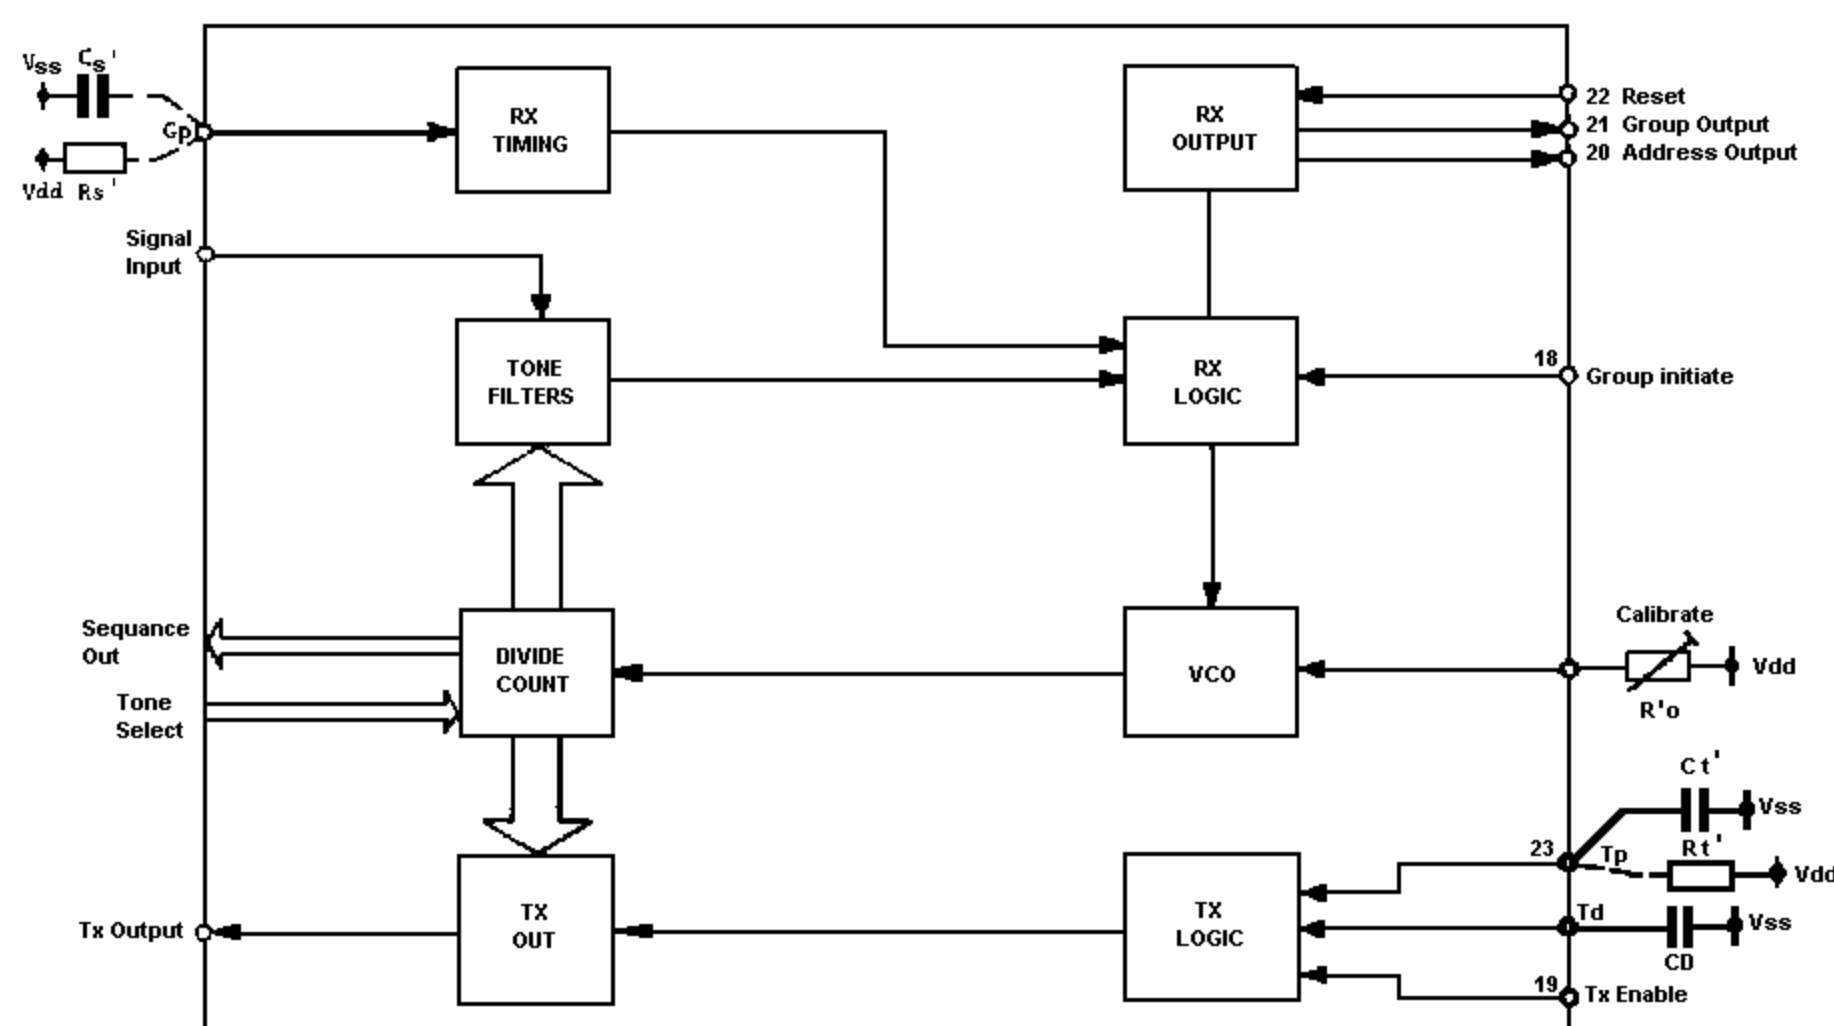 Vss
Cs'
Gp
Vdd
Rs'
RX
TIMING
RX
OUTPUT
22 Reset
21 Group Output
20 Address Output
Signal
Input
TONE
FILTERS
RX
LOGIC
18
Group initiate
Sequance
Out
Tone
Select
DIVIDE
COUNT
VCO
Calibrate
Vdd
R'o
Ct'
Vss
23
Tp
Rt'
Vdd
Td
Vss
CD
Tx Output
TX
OUT
TX
LOGIC
19
Tx Enable